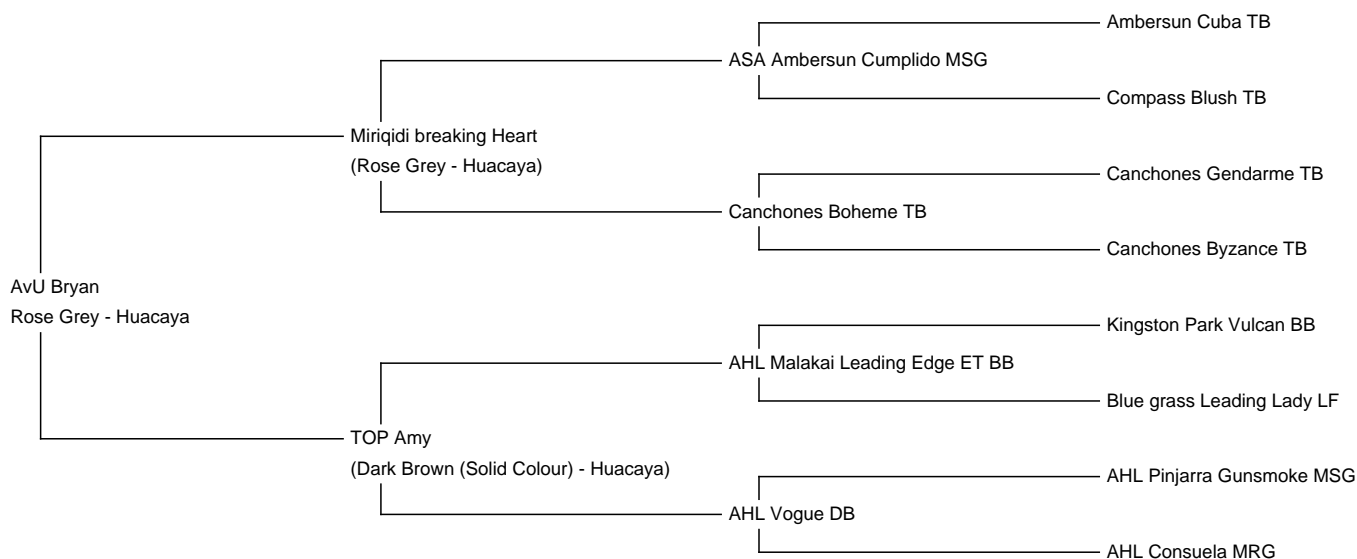 Ambersun Cuba TB
ASA Ambersun Cumplido MSG
Compass Blush TB
Miriqidi breaking Heart
(Rose Grey - Huacaya)
Canchones Gendarme TB
Canchones Boheme TB
Canchones Byzance TB
AvU Bryan
Rose Grey - Huacaya
Kingston Park Vulcan BB
AHL Malakai Leading Edge ET BB
Blue grass Leading Lady LF
TOP Amy
(Dark Brown (Solid Colour) - Huacaya)
AHL Pinjarra Gunsmoke MSG
AHL Vogue DB
AHL Consuela MRG